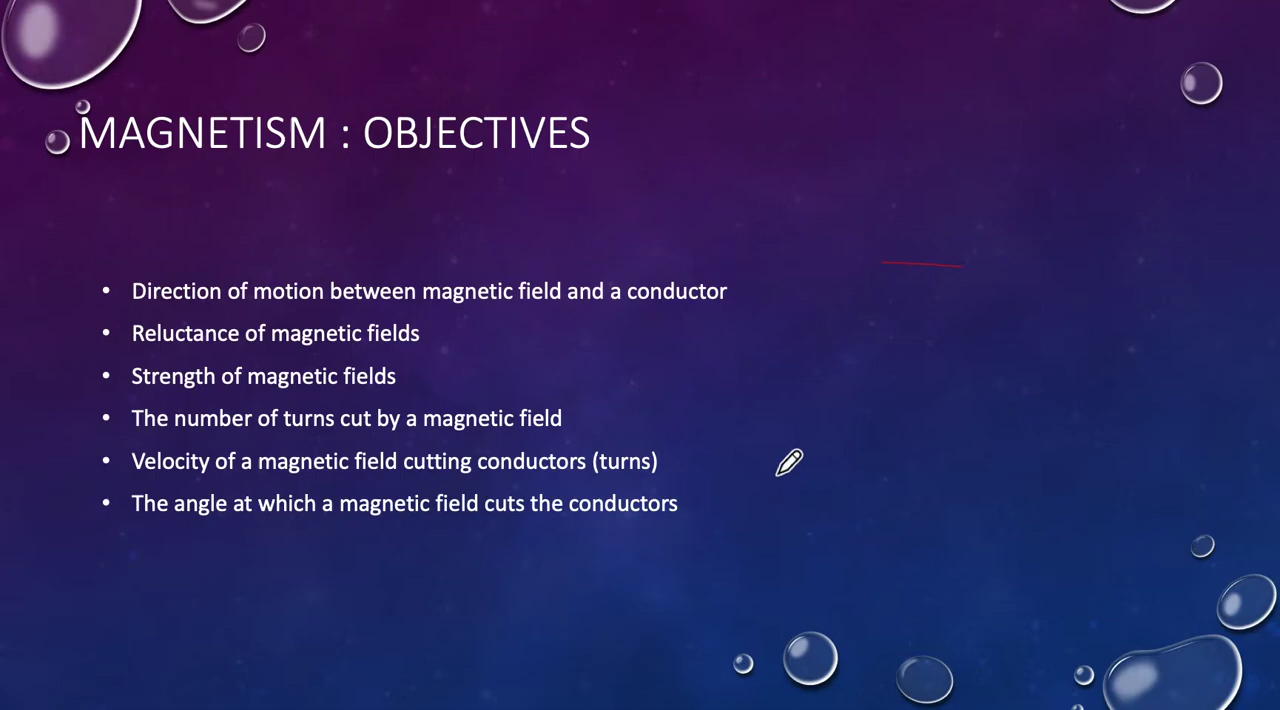 MAGNETISM : OBJECTIVES
• Direction of motion between magnetic field and a conductor
• Reluctance of magnetic fields
• Strength of magnetic fields
• The number of turns cut by a magnetic field
• Velocity of a magnetic field cutting conductors (turns)
• The angle at which a magnetic field cuts the conductors